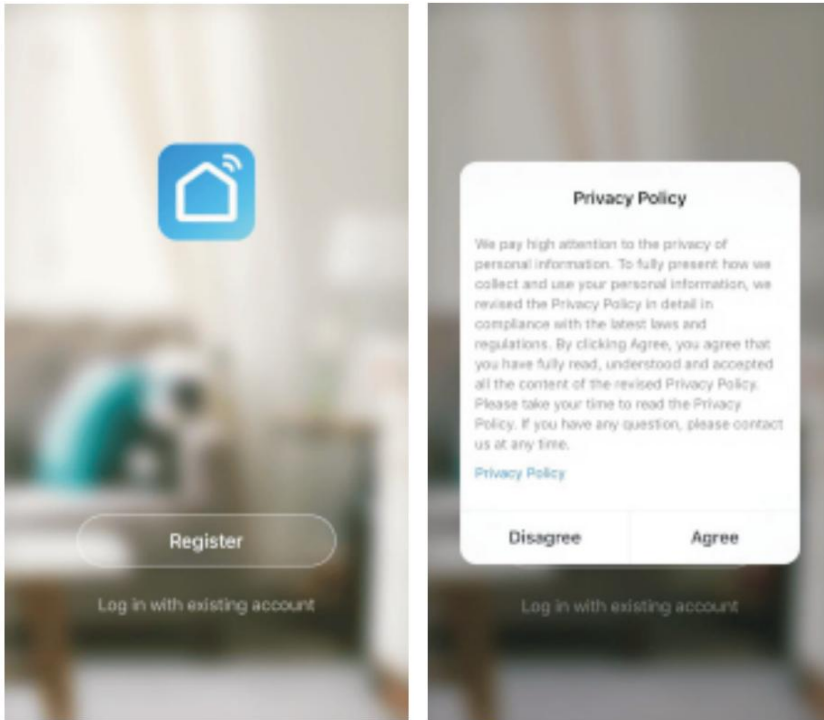 Register
Log in with existing account
Privacy Policy
We pay high attention to the privacy of
personal information. To fully present how we
collect and use your personal information, we
revised the Privacy Policy in detail in
compliance with the latest laws and
regulations. By clicking Agree, you agree that
you have fully read, understood and accepted
all the content of the revised Privacy Policy.
Please take your time to read the Privacy
Policy. If you have any question, please contact
us at any time.
Privacy Policy
Disagree
Agree
Log in with existing account